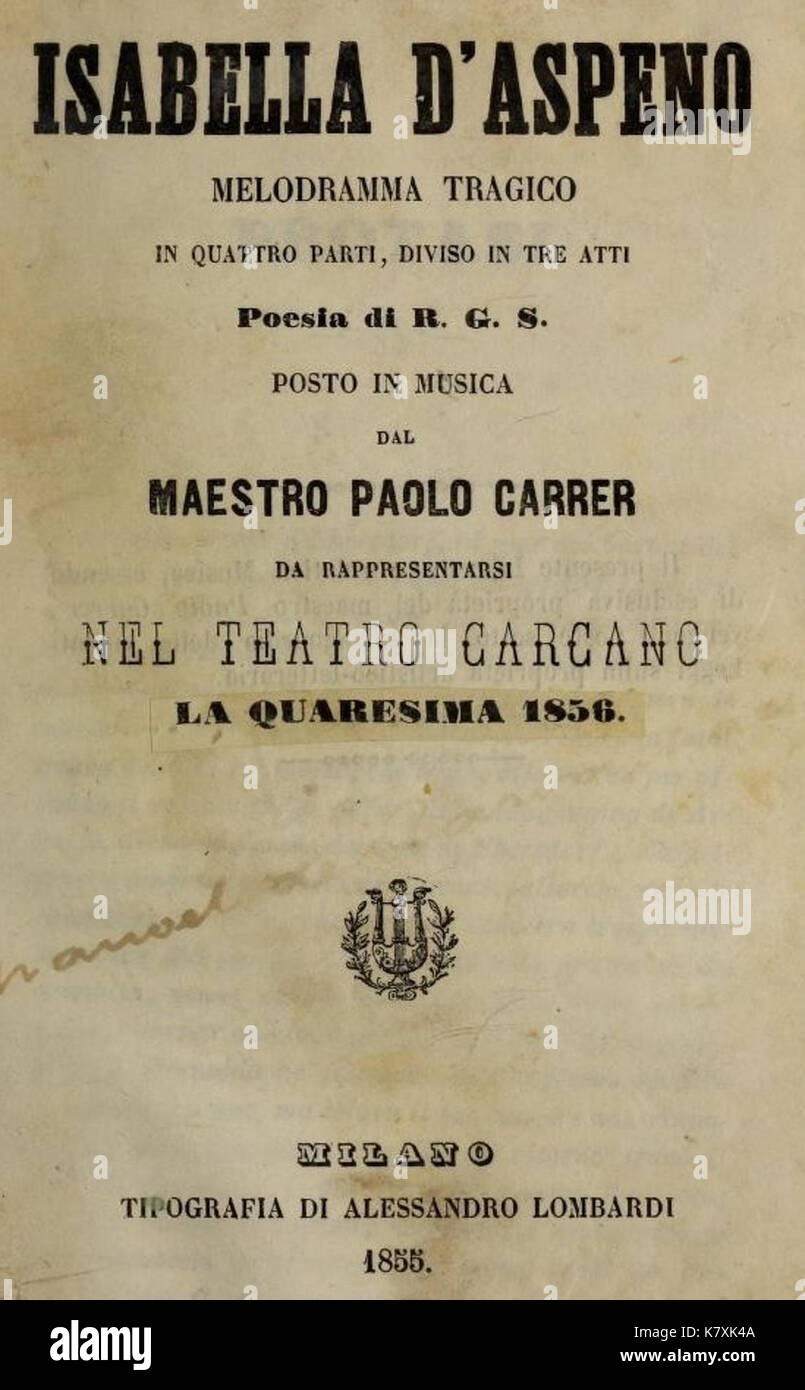 ISABELLA D'ASPENO
MELODRAMMA TRAGICO
IN QUATTRO PARTI, DIVISO IN TRE ATTI
Poesia di R. G. S.
POSTO IN MUSICA
DAL
MAESTRO PAOLO CARRER
DA RAPPRESENTARSI
NEL TEATRO CARCANO
LA QUARESIMA 1856.
MILANO
TIPOGRAFIA DI ALESSANDRO LOMBARDI
1855.
alamy
Image ID: K7XK4A
www.alamy.com